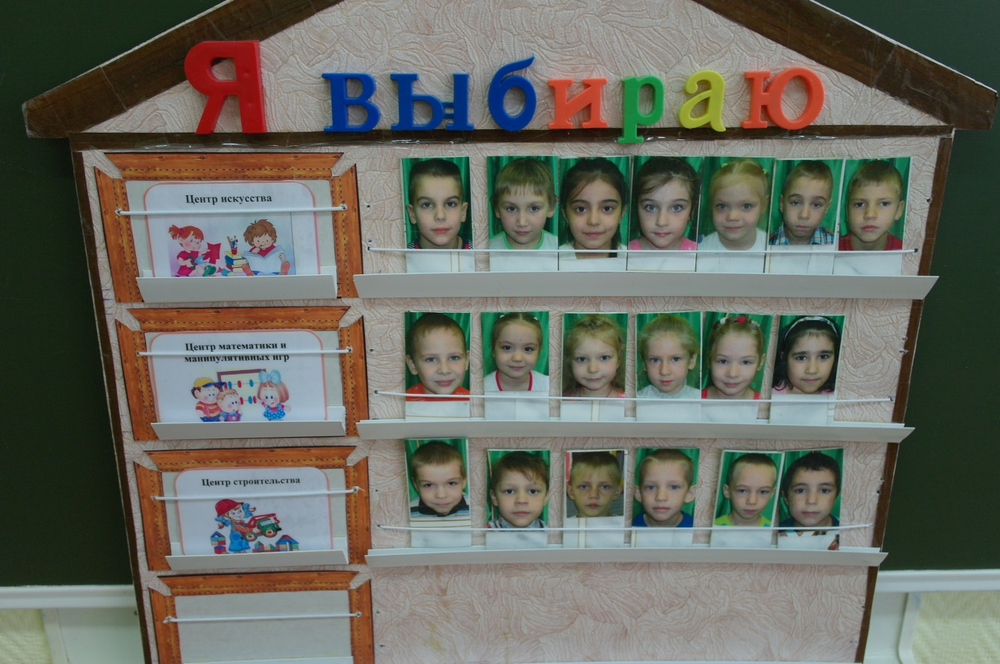 Я выбираю
Центр искусства
Центр математики и
манипулятивных игр
Центр строительства